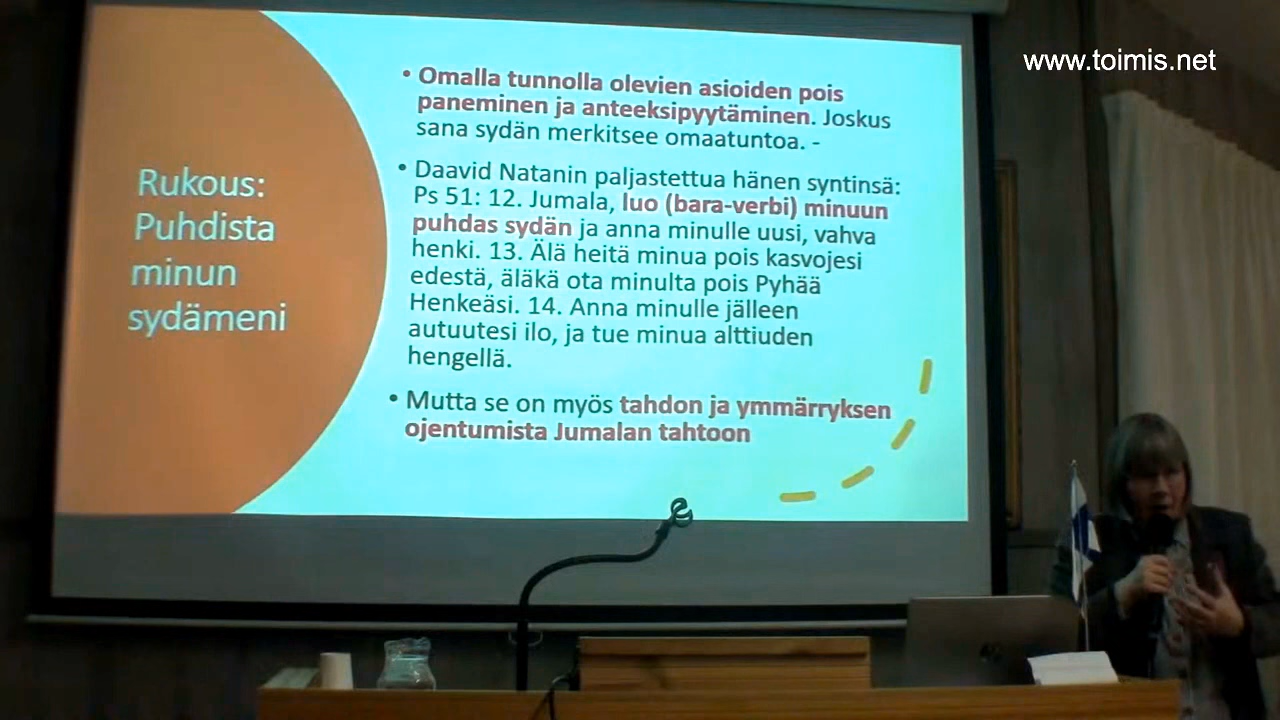 www.toimis.net
Rukous:
Puhdista
minun
sydämeni
• Omalla tunnolla olevien asioiden pois
paneminen ja anteeksipyytäminen. Joskus
sana sydän merkitsee omaatuntoa. -
• Daavid Natanin paljastettua hänen syntinsä:
Ps 51: 12. Jumala, luo (bara-verbi) minuun
puhdas sydän ja anna minulle uusi, vahva
henki. 13. Älä heitä minua pois kasvojesi
edestä, äläkä ota minulta pois Pyhää
Henkeäsi. 14. Anna minulle jälleen
autuutesi ilo, ja tue minua alttiuden
hengellä.
• Mutta se on myös tahdon ja ymmärryksen
ojentumista Jumalan tahtoon